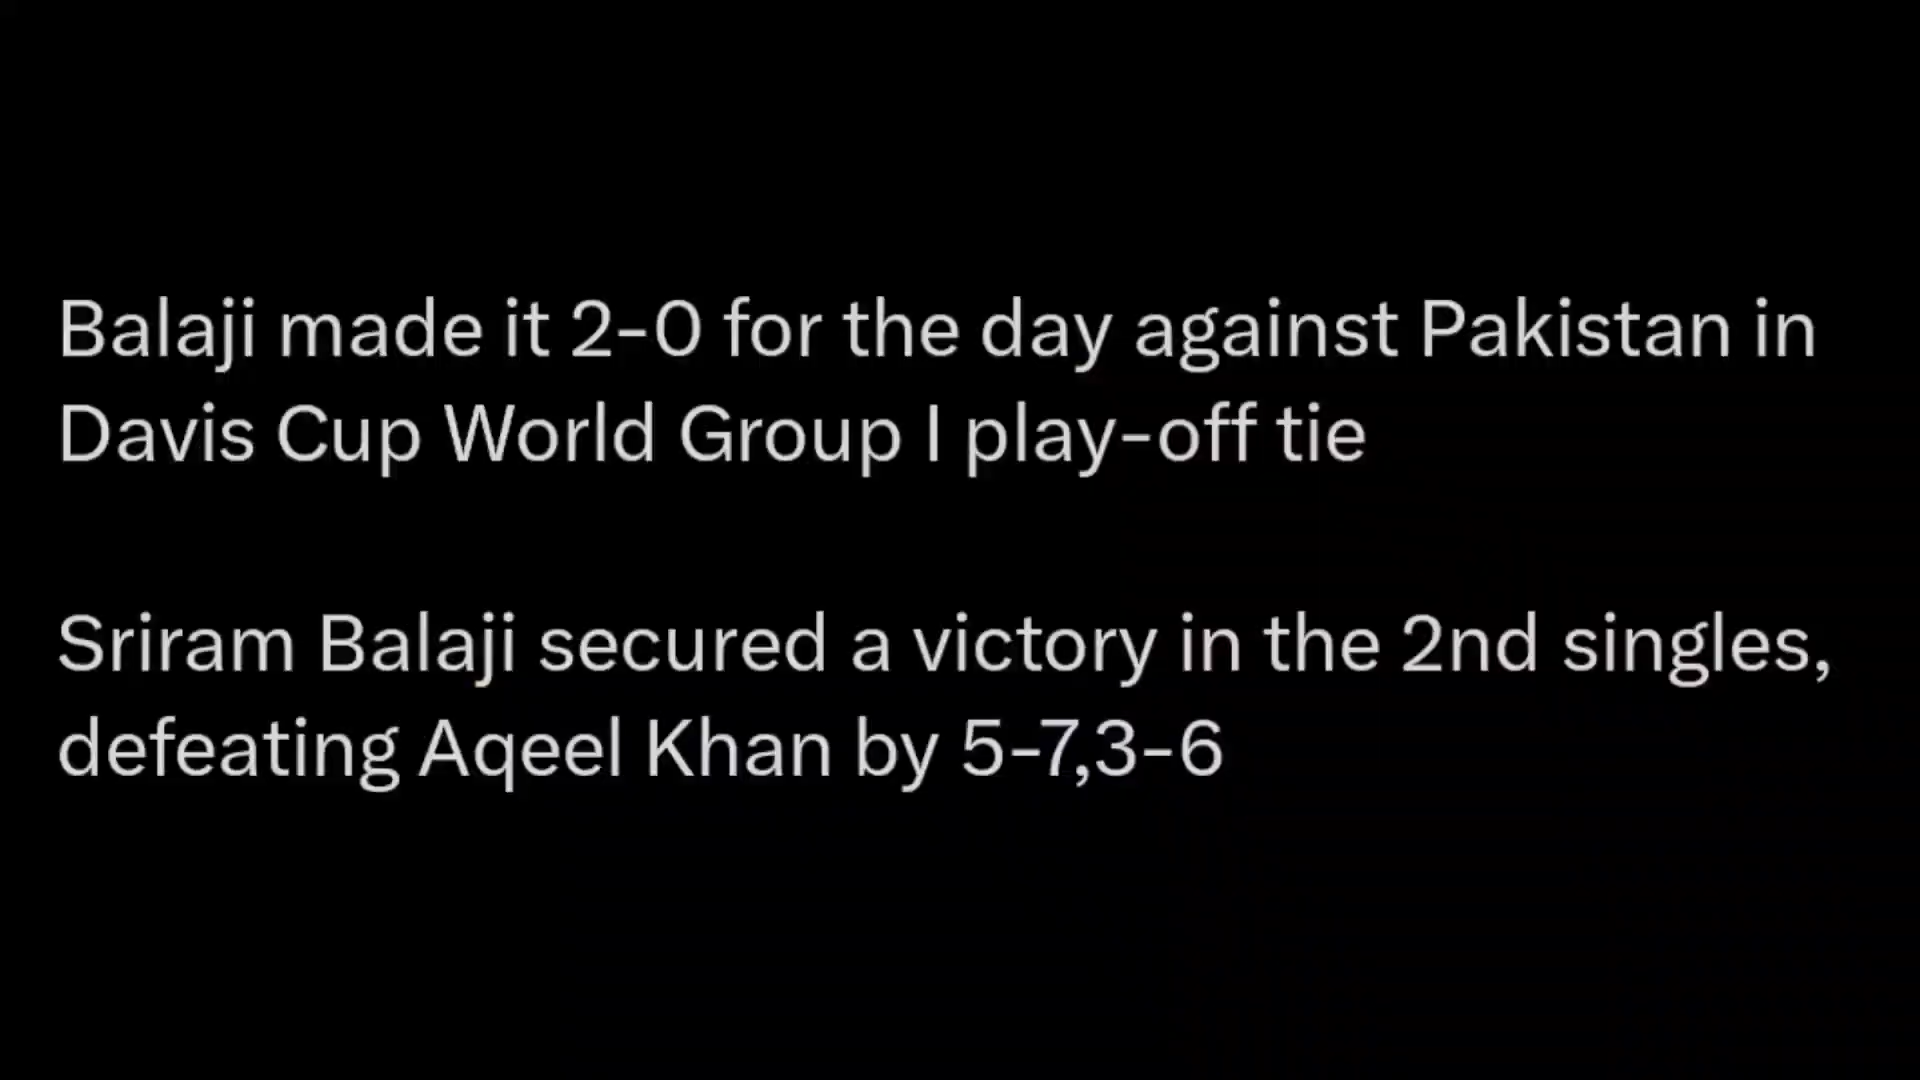 Balaji made it 2-0 for the day against Pakistan in
Davis Cup World Group I play-off tie
Sriram Balaji secured a victory in the 2nd singles,
defeating Aqeel Khan by 5-7,3-6